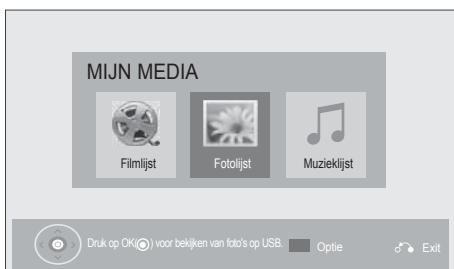 MIJN MEDIA
Filmlijst Fotolijst Muzieklijst
Druk op OK(◉) voor bekijken van foto's op USB. Optie Exit